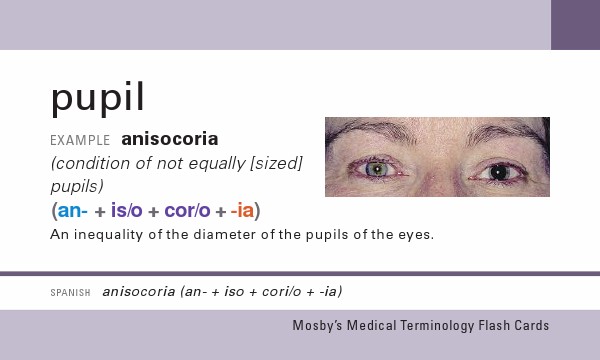 pupil
EXAMPLE anisocoria
(condition of not equally [sized]
pupils)
(an- + is/o + cor/o + -ia)
An inequality of the diameter of the pupils of the eyes.
SPANISH anisocoria (an- + iso + cori/o + -ia)
Mosby's Medical Terminology Flash Cards